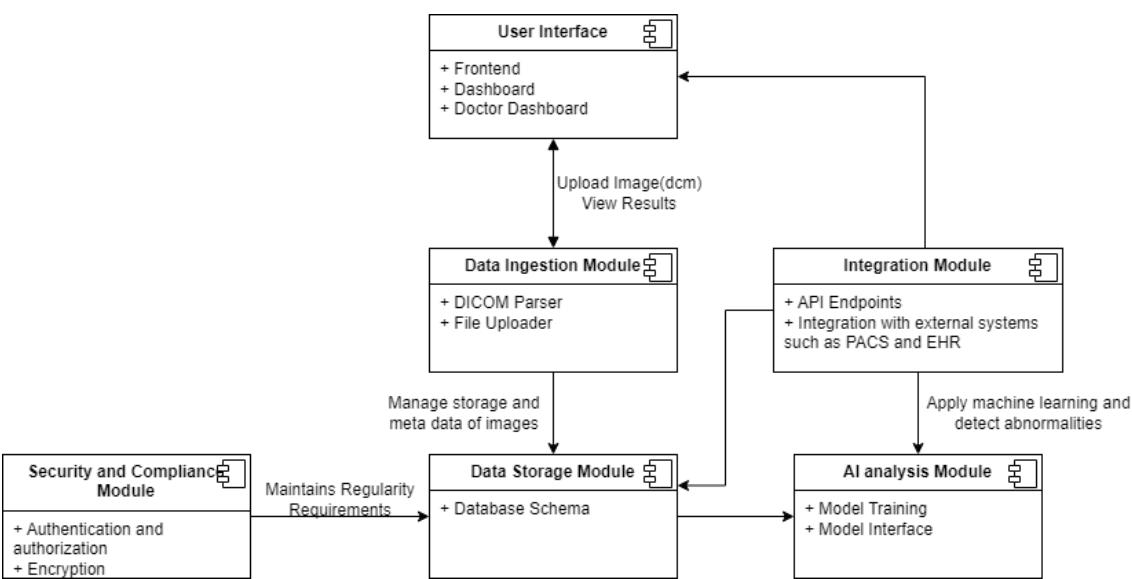 User Interface
+ Frontend
+ Dashboard
+ Doctor Dashboard
Upload Image(dcm)
View Results
Data Ingestion Module
+ DICOM Parser
+ File Uploader
Integration Module
+ API Endpoints
+ Integration with external systems
such as PACS and EHR
Manage storage and
meta data of images
Apply machine learning and
detect abnormalities
Security and Compliance
Module
+ Authentication and
authorization
+ Encryption
Maintains Regularity
Requirements
Data Storage Module
+ Database Schema
AI analysis Module
+ Model Training
+ Model Interface